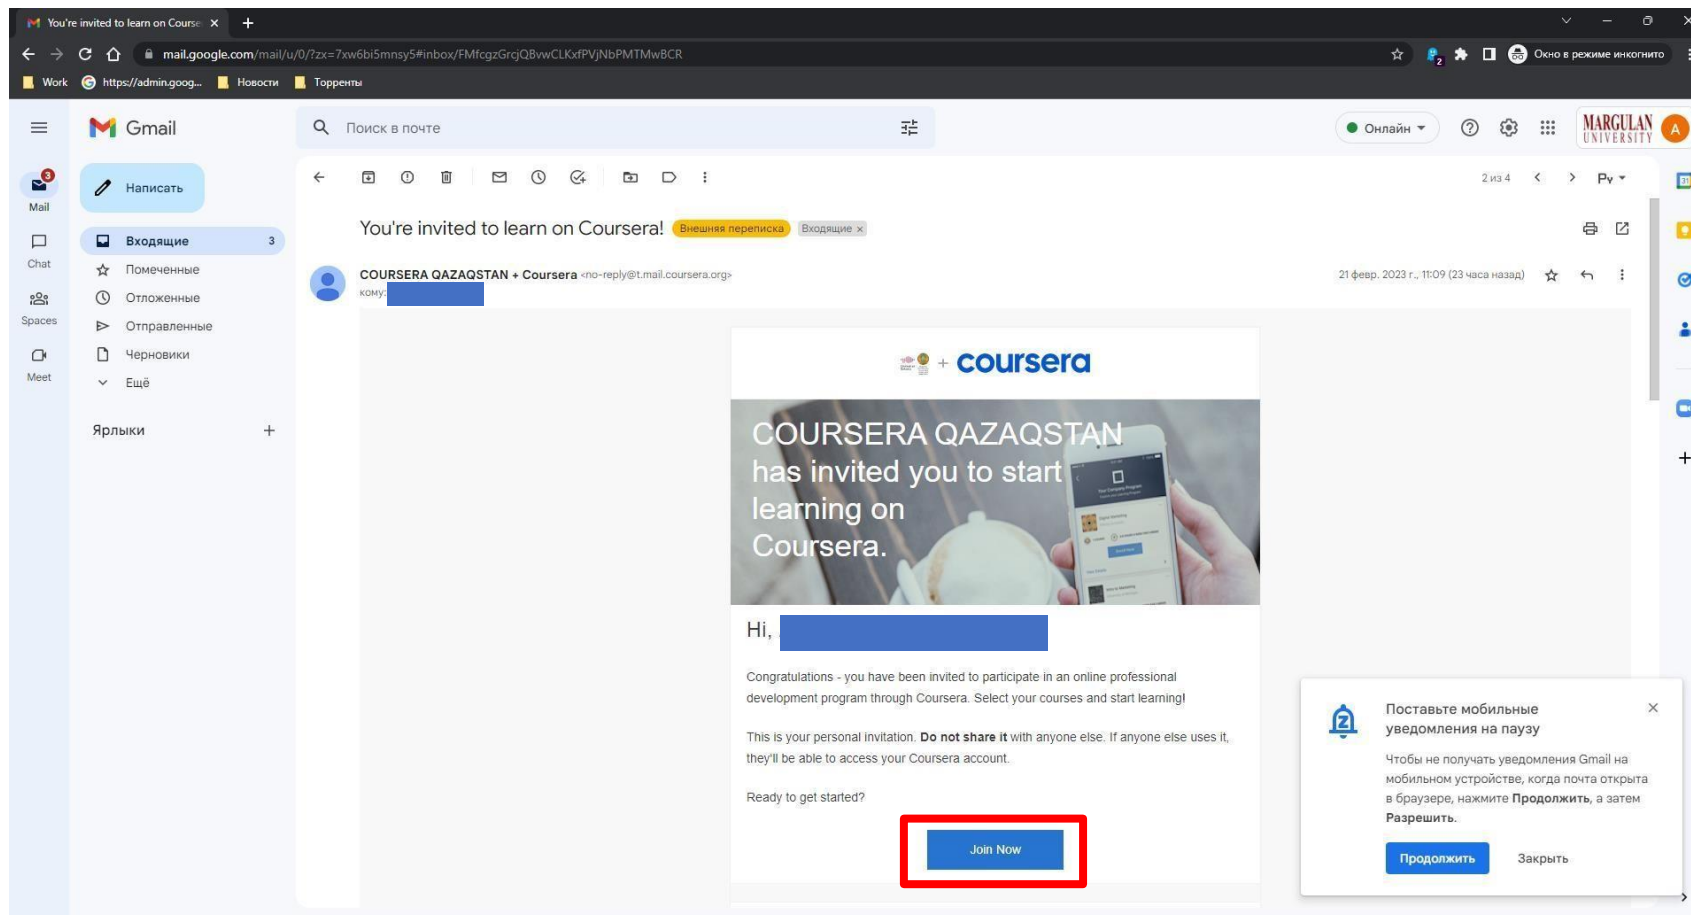 You're invited to learn on Course
mail.google.com/mail/u/0/?zx=7xw6bi5mnsy5#inbox/FMfcgzGrcjQBvwCLKxfPVjNbPMTMwBCR
2
Окно в режиме инкогнито
Work
https://admin.goog...
Новости
Торренты
Gmail
Поиск в почте
Онлайн
MARGULAN
UNIVERSITY
A
3
Mail
Написать
2 из 4
Ру
31
You're invited to learn on Coursera!
Внешняя переписка
Входящие ×
Входящие
3
Chat
Помеченные
COURSERA QAZAQSTAN + Coursera <no-reply@t.mail.coursera.org>
21 февр. 2023 г., 11:09 (23 часа назад)
кому:
Отложенные
Spaces
Отправленные
Черновики
Meet
Ещё
Ярлыки
+ coursera
COURSERA QAZAQSTAN
has invited you to start
learning on
Coursera.
Hi,
Congratulations - you have been invited to participate in an online professional
development program through Coursera. Select your courses and start learning!
This is your personal invitation. Do not share it with anyone else. If anyone else uses it,
they'll be able to access your Coursera account.
Ready to get started?
Join Now
Поставьте мобильные
уведомления на паузу
Чтобы не получать уведомления Gmail на
мобильном устройстве, когда почта открыта
в браузере, нажмите Продолжить, а затем
Разрешить.
Продолжить
Закрыть